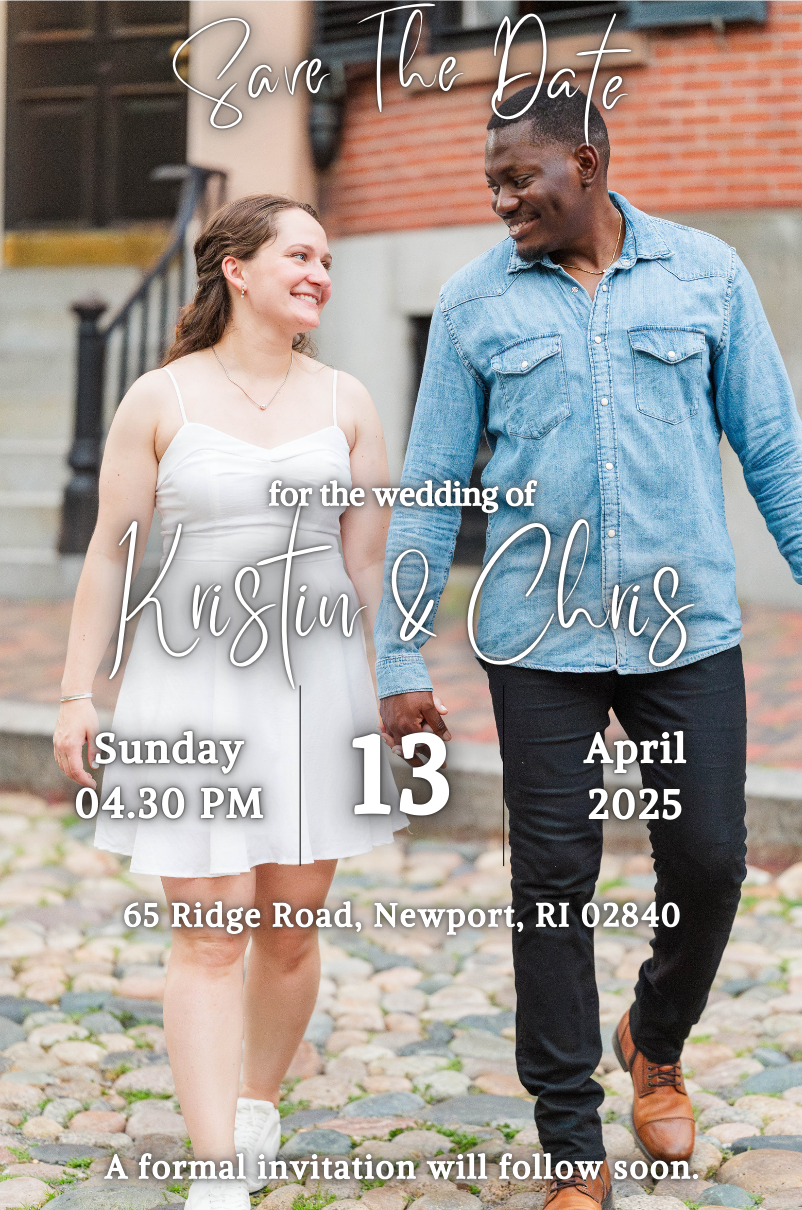 Save The Date
for the wedding of
Kristin & Chris
Sunday
04.30 PM
13
April
2025
65 Ridge Road, Newport, RI 02840
A formal invitation will follow soon.